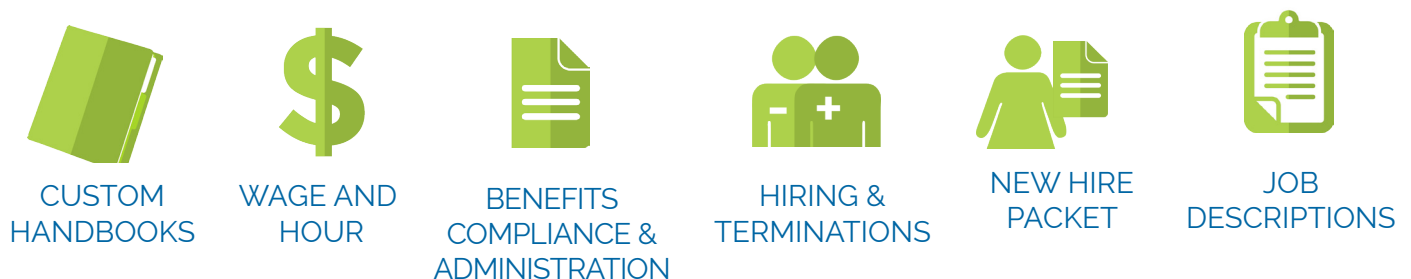 CUSTOM
HANDBOOKS
WAGE AND
HOUR
BENEFITS
COMPLIANCE &
ADMINISTRATION
HIRING &
TERMINATIONS
NEW HIRE
PACKET
JOB
DESCRIPTIONS